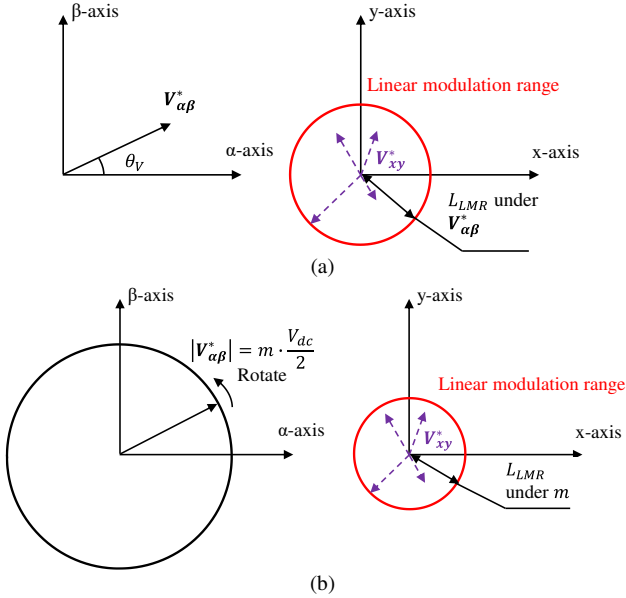 β-axis
y-axis
Linear modulation range
V*αβ
θV
α-axis
V*xy
x-axis
LLMR under
V*αβ
(a)
β-axis
y-axis
|V*αβ| = m · Vdc/2
Rotate
Linear modulation range
α-axis
V*xy
x-axis
LLMR
under m
(b)